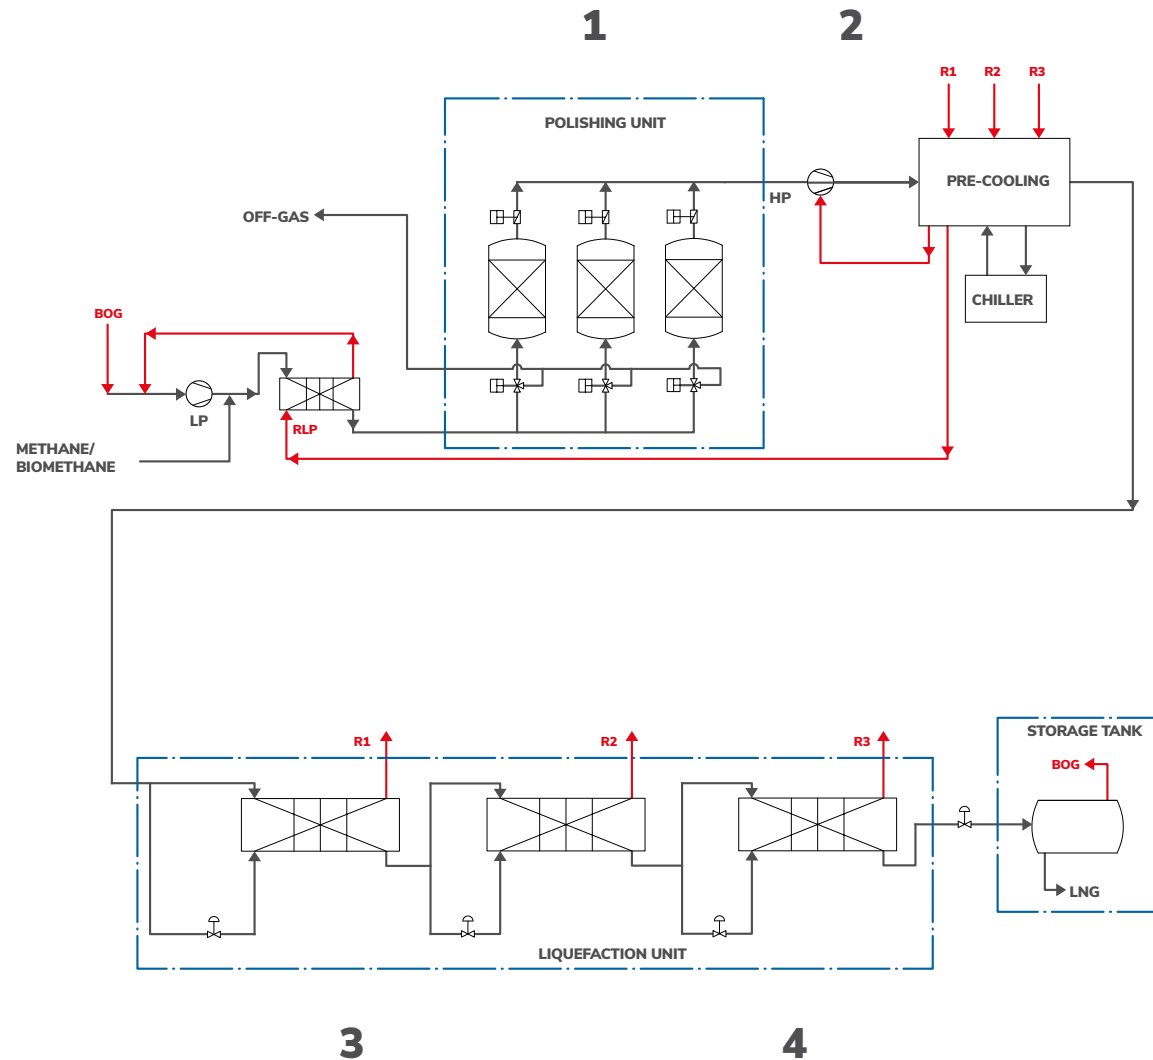 1
2
R1
R2
R3
POLISHING UNIT
PRE-COOLING
HP
OFF-GAS
CHILLER
BOG
LP
RLP
METHANE/
BIOMETHANE
STORAGE TANK
R1
R2
R3
BOG
LNG
LIQUEFACTION UNIT
3
4